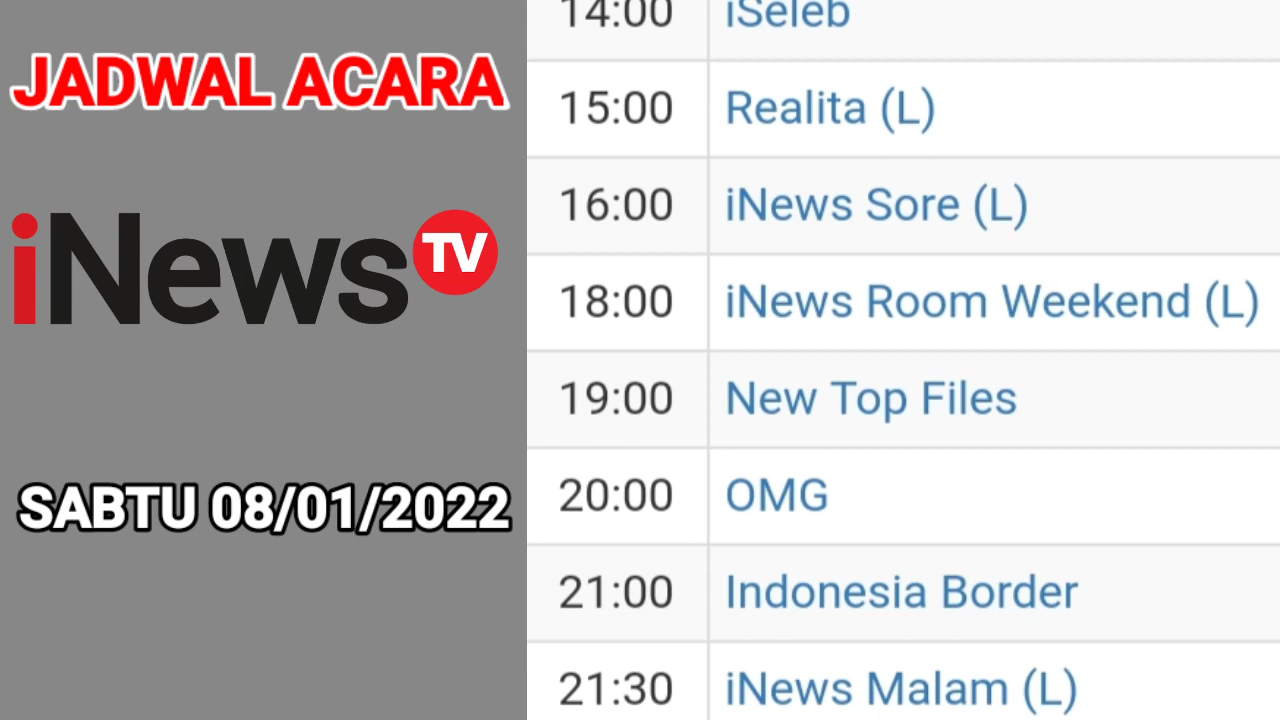 JADWAL ACARA
iNews TV
SABTU 08/01/2022
14:00 iSeleb
15:00 Realita (L)
16:00 iNews Sore (L)
18:00 iNews Room Weekend (L)
19:00 New Top Files
20:00 OMG
21:00 Indonesia Border
21:30 iNews Malam (L)